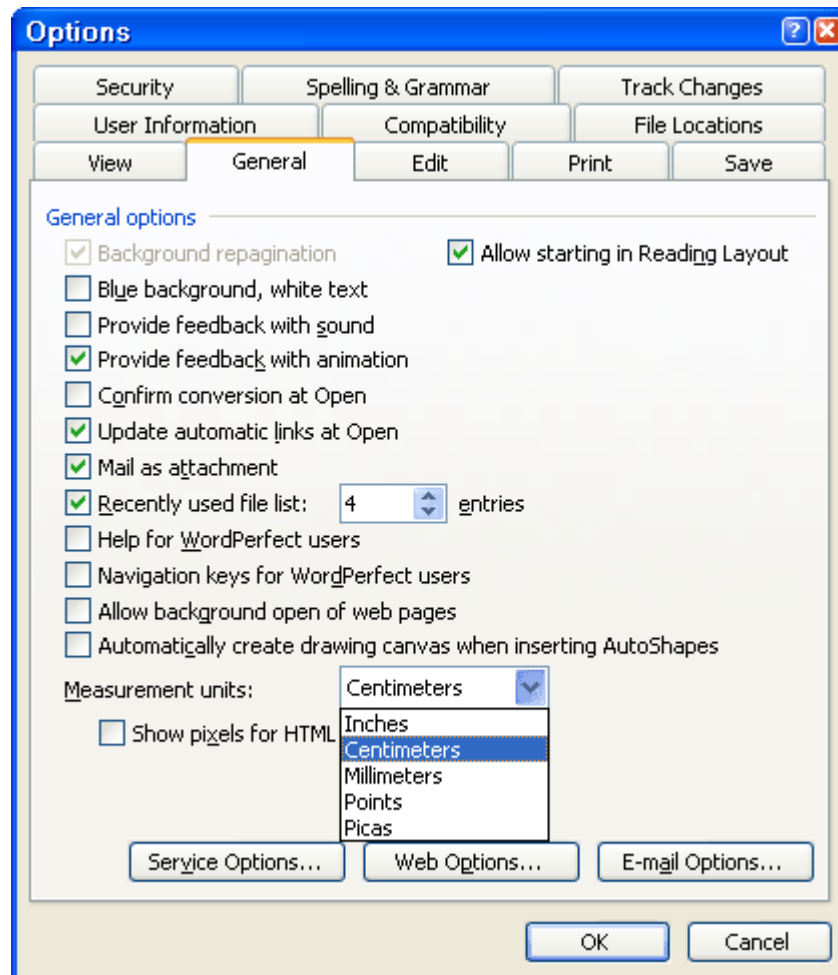 Options
Security Spelling & Grammar Track Changes
User Information Compatibility File Locations
View General Edit Print Save
General options
Background repagination Allow starting in Reading Layout
Blue background, white text
Provide feedback with sound
Provide feedback with animation
Confirm conversion at Open
Update automatic links at Open
Mail as attachment
Recently used file list: 4 entries
Help for WordPerfect users
Navigation keys for WordPerfect users
Allow background open of web pages
Automatically create drawing canvas when inserting AutoShapes
Measurement units: Centimeters
Show pixels for HTML
Inches
Centimeters
Millimeters
Points
Picas
Service Options... Web Options... E-mail Options...
OK Cancel